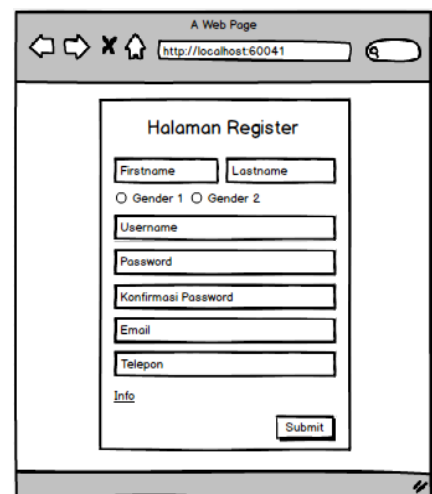 A Web Page
http://localhost:60041
Halaman Register
Firstname Lastname
Gender 1 Gender 2
Username
Password
Konfirmasi Password
Email
Telepon
Info
Submit